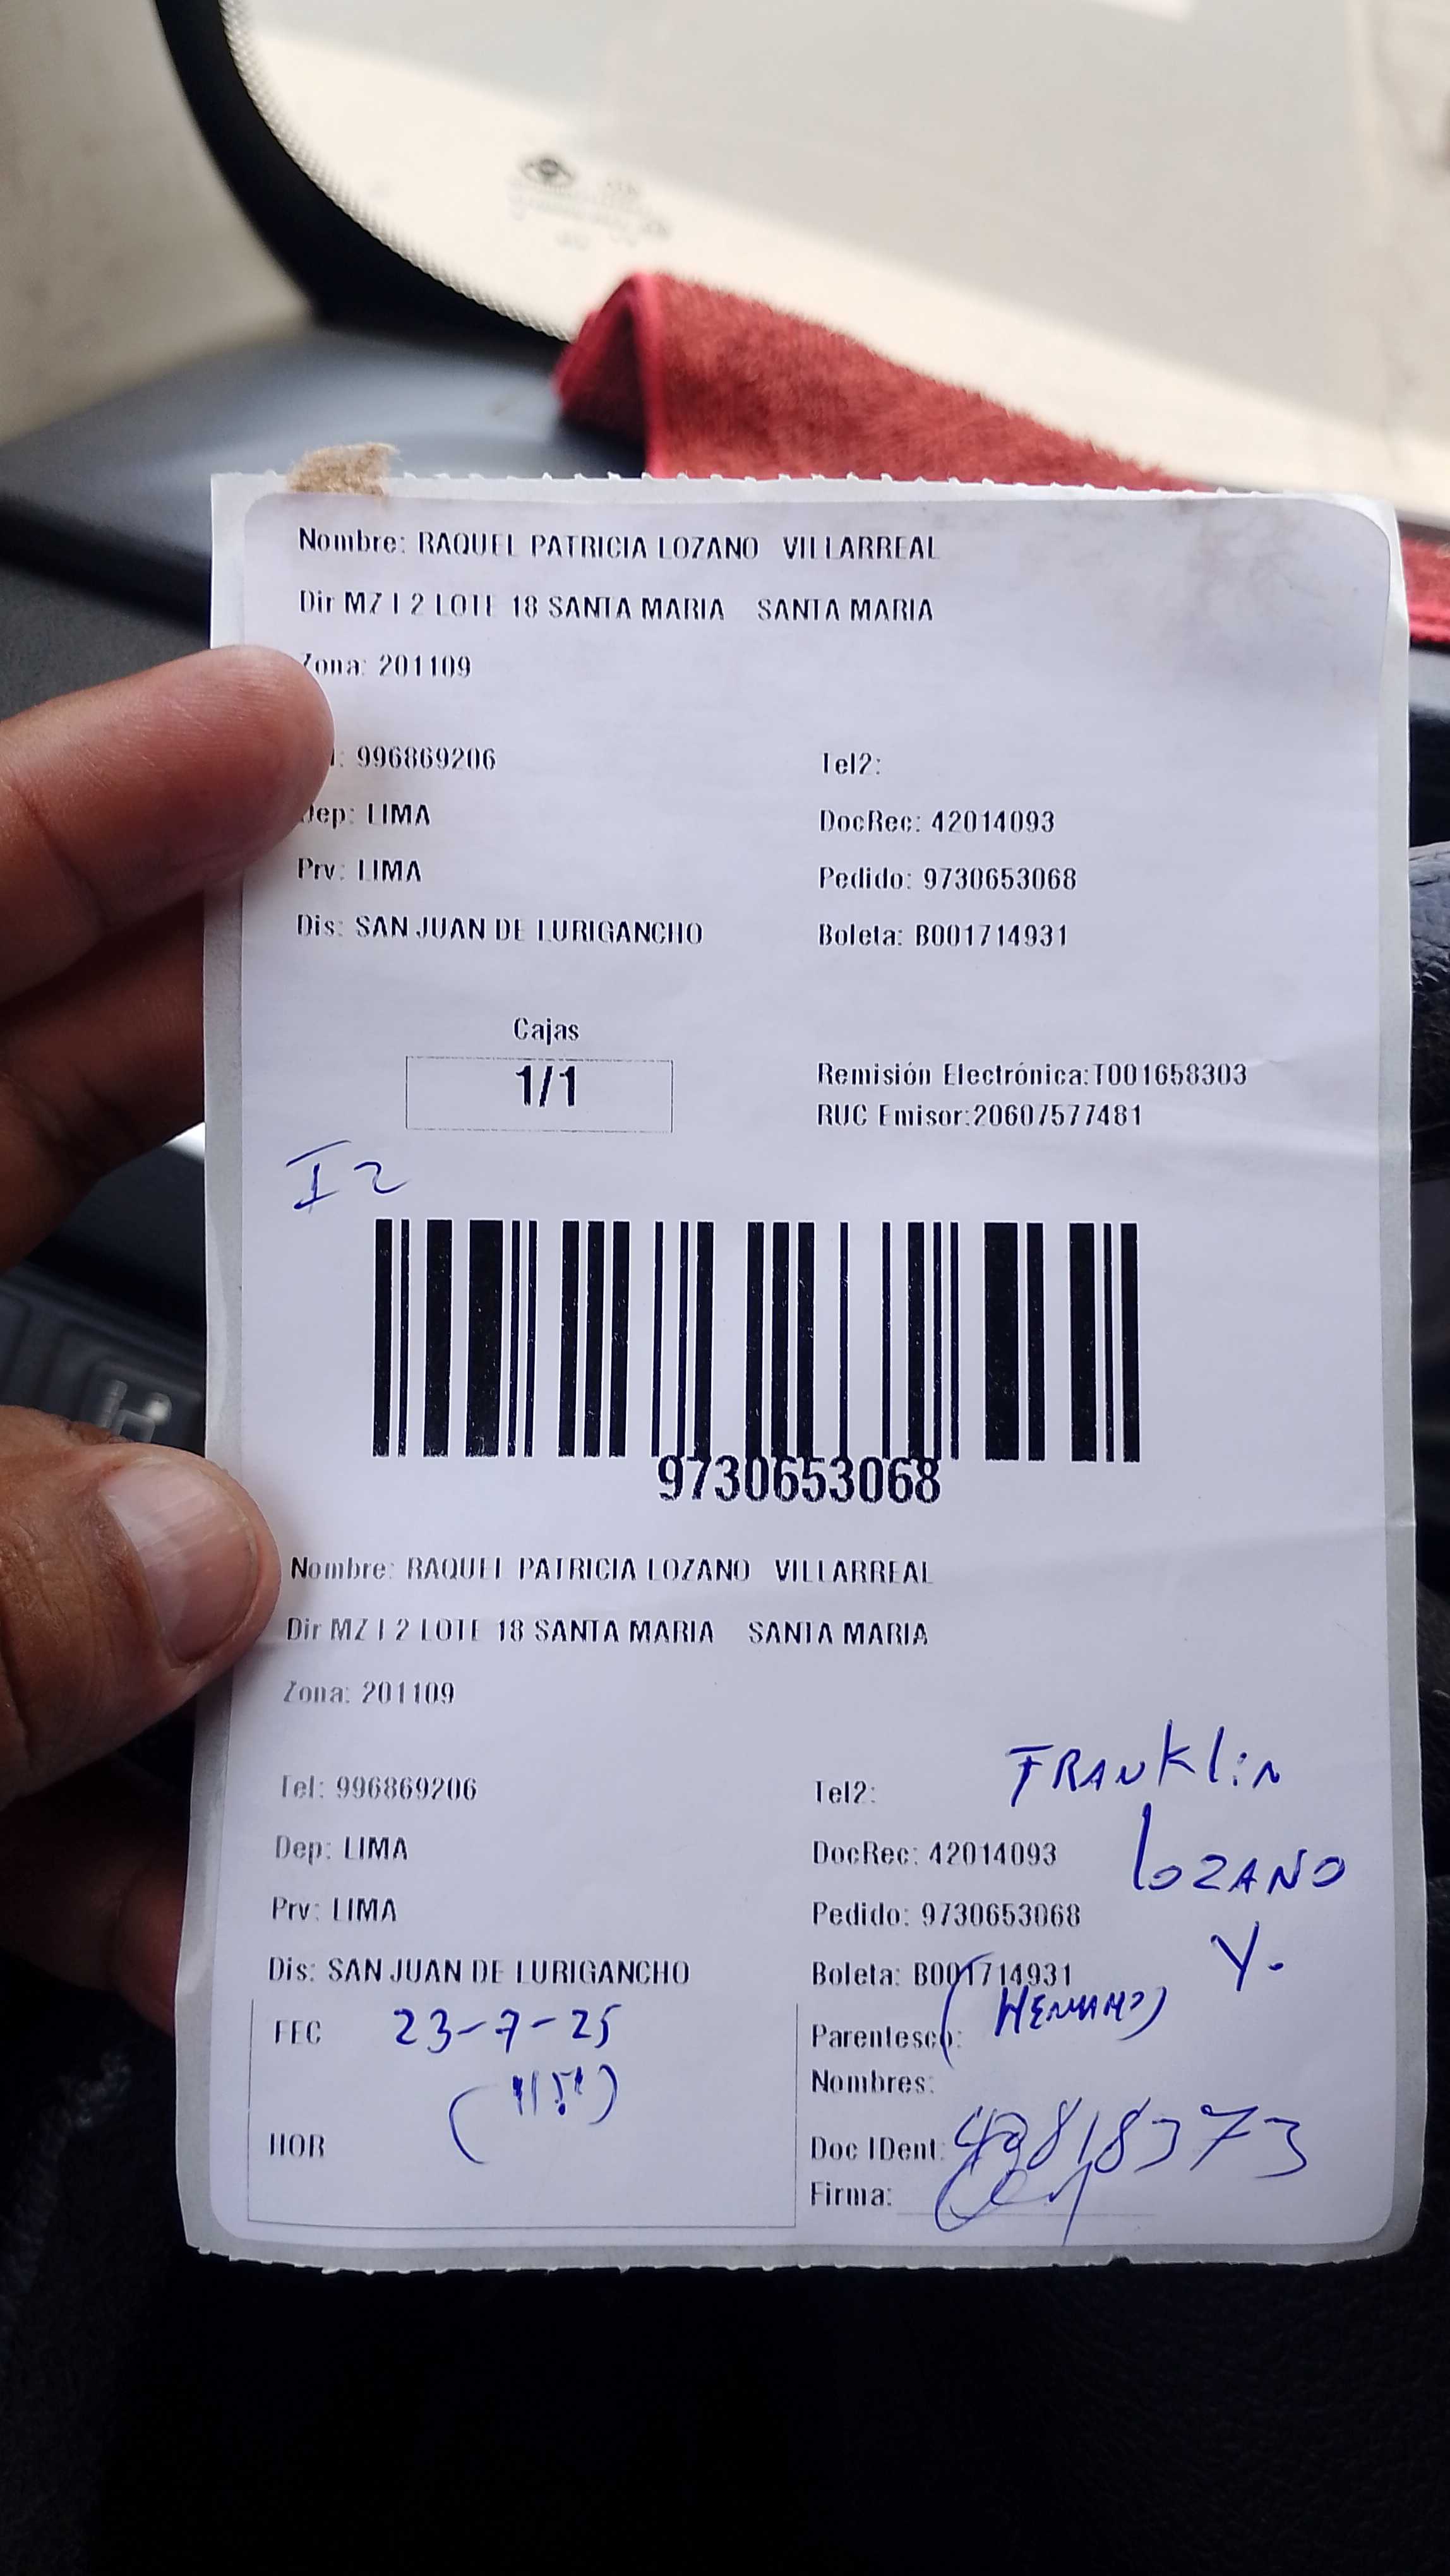 Nombre: RAQUEL PATRICIA LOZANO VILLARREAL
Dir MZ I 2 LOTE 18 SANTA MARIA SANTA MARIA
Zona: 201109
: 996869206
Tel2:
Dep: LIMA
DocRec: 42014093
Prv: LIMA
Pedido: 9730653068
Dis: SAN JUAN DE LURIGANCHO
Boleta: B001714931
Cajas
1/1
Remisión Electrónica:T001658303
RUC Emisor:20607577481
I2
9730653068
Nombre: RAQUEL PATRICIA LOZANO VILLARREAL
Dir MZ I 2 LOTE 18 SANTA MARIA SANTA MARIA
Zona: 201109
FRANKlin
Tel: 996869206
Tel2:
LOZANO
Dep: LIMA
DocRec: 42014093
Prv: LIMA
Pedido: 9730653068
Y.
Dis: SAN JUAN DE LURIGANCHO
Boleta: B001714931
FEC 23-7-25
Parentesco:
Nombres:
HOR
Doc IDent:
Firma: